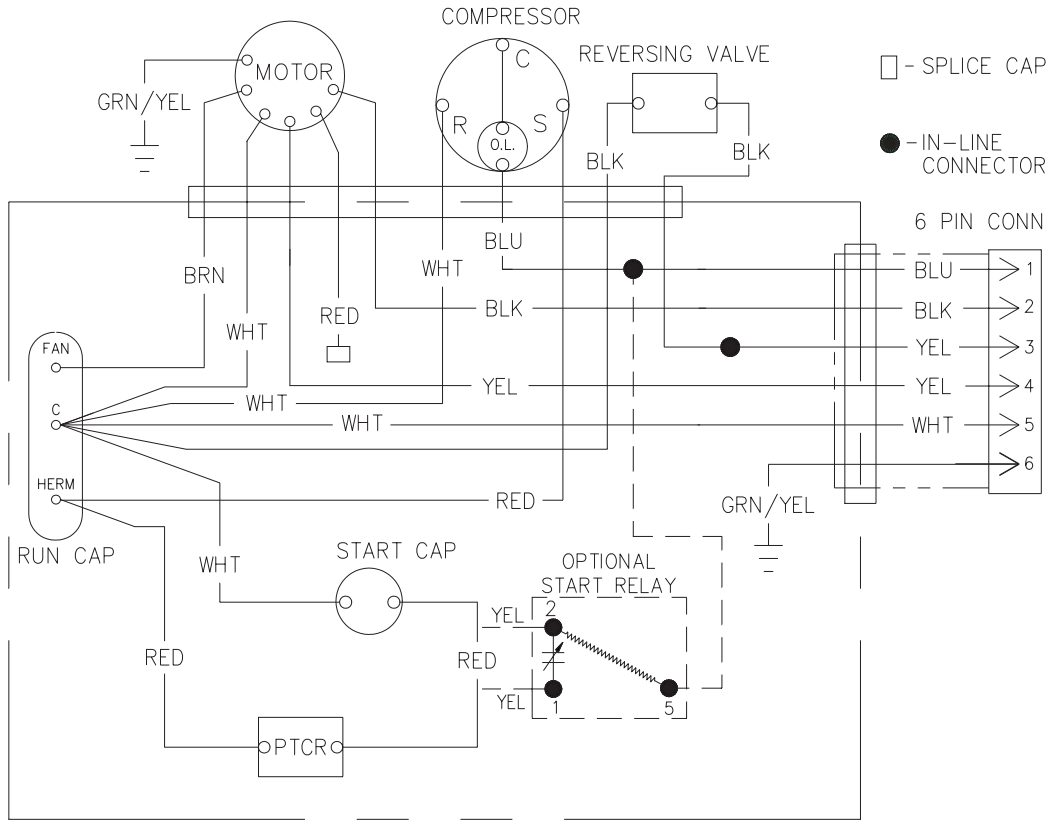 COMPRESSOR
MOTOR
C
REVERSING VALVE
- SPLICE CAP
GRN/YEL
R
S
O.L.
BLK
BLK
- IN-LINE
CONNECTOR
6 PIN CONN
BLU
BRN
WHT
BLU
1
BLK
BLK
2
WHT
RED
FAN
YEL
3
YEL
YEL
4
WHT
C
WHT
WHT
5
6
HERM
RED
GRN/YEL
RUN CAP
WHT
START CAP
OPTIONAL
START RELAY
2
YEL
RED
RED
YEL
1
5
PTCR